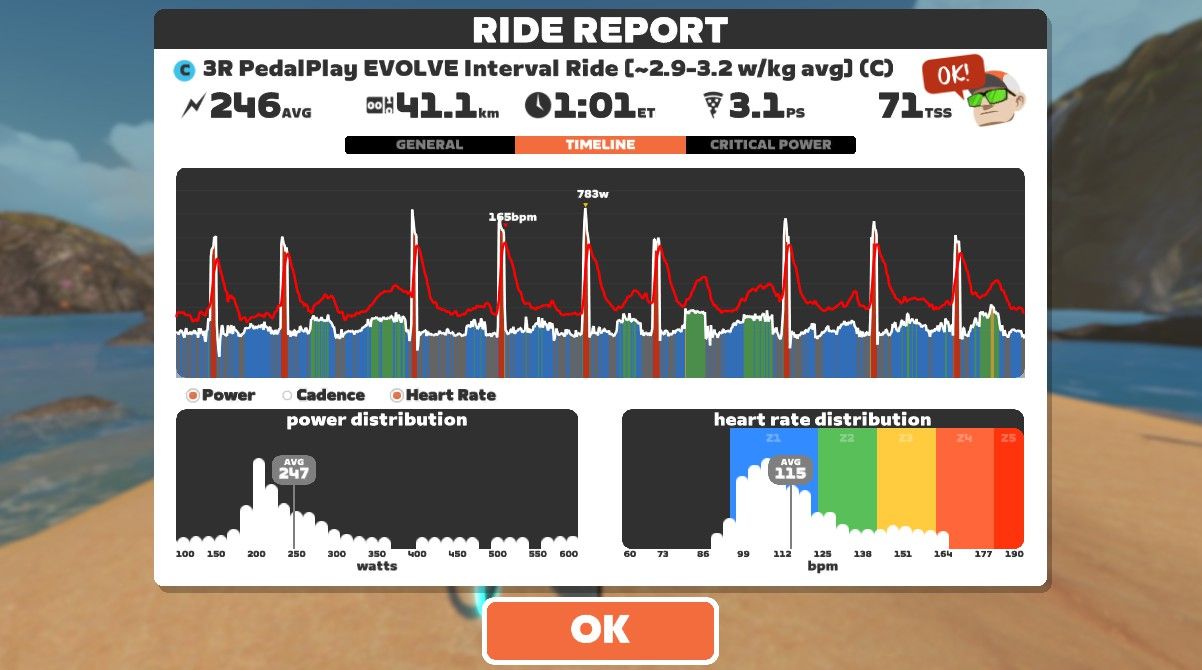 RIDE REPORT
C 3R PedalPlay EVOLVE Interval Ride [~2.9-3.2 w/kg avg] (C)
OK!
246AVG 41.1km 1:01ET 3.1PS 71TSS
GENERAL TIMELINE CRITICAL POWER
783w
165bpm
Power Cadence Heart Rate
power distribution
AVG
247
100 150 200 250 300 350 400 450 500 550 600
watts
heart rate distribution
Z1 Z2 Z3 Z4 Z5
AVG
115
60 73 86 99 112 125 138 151 164 177 190
bpm
OK